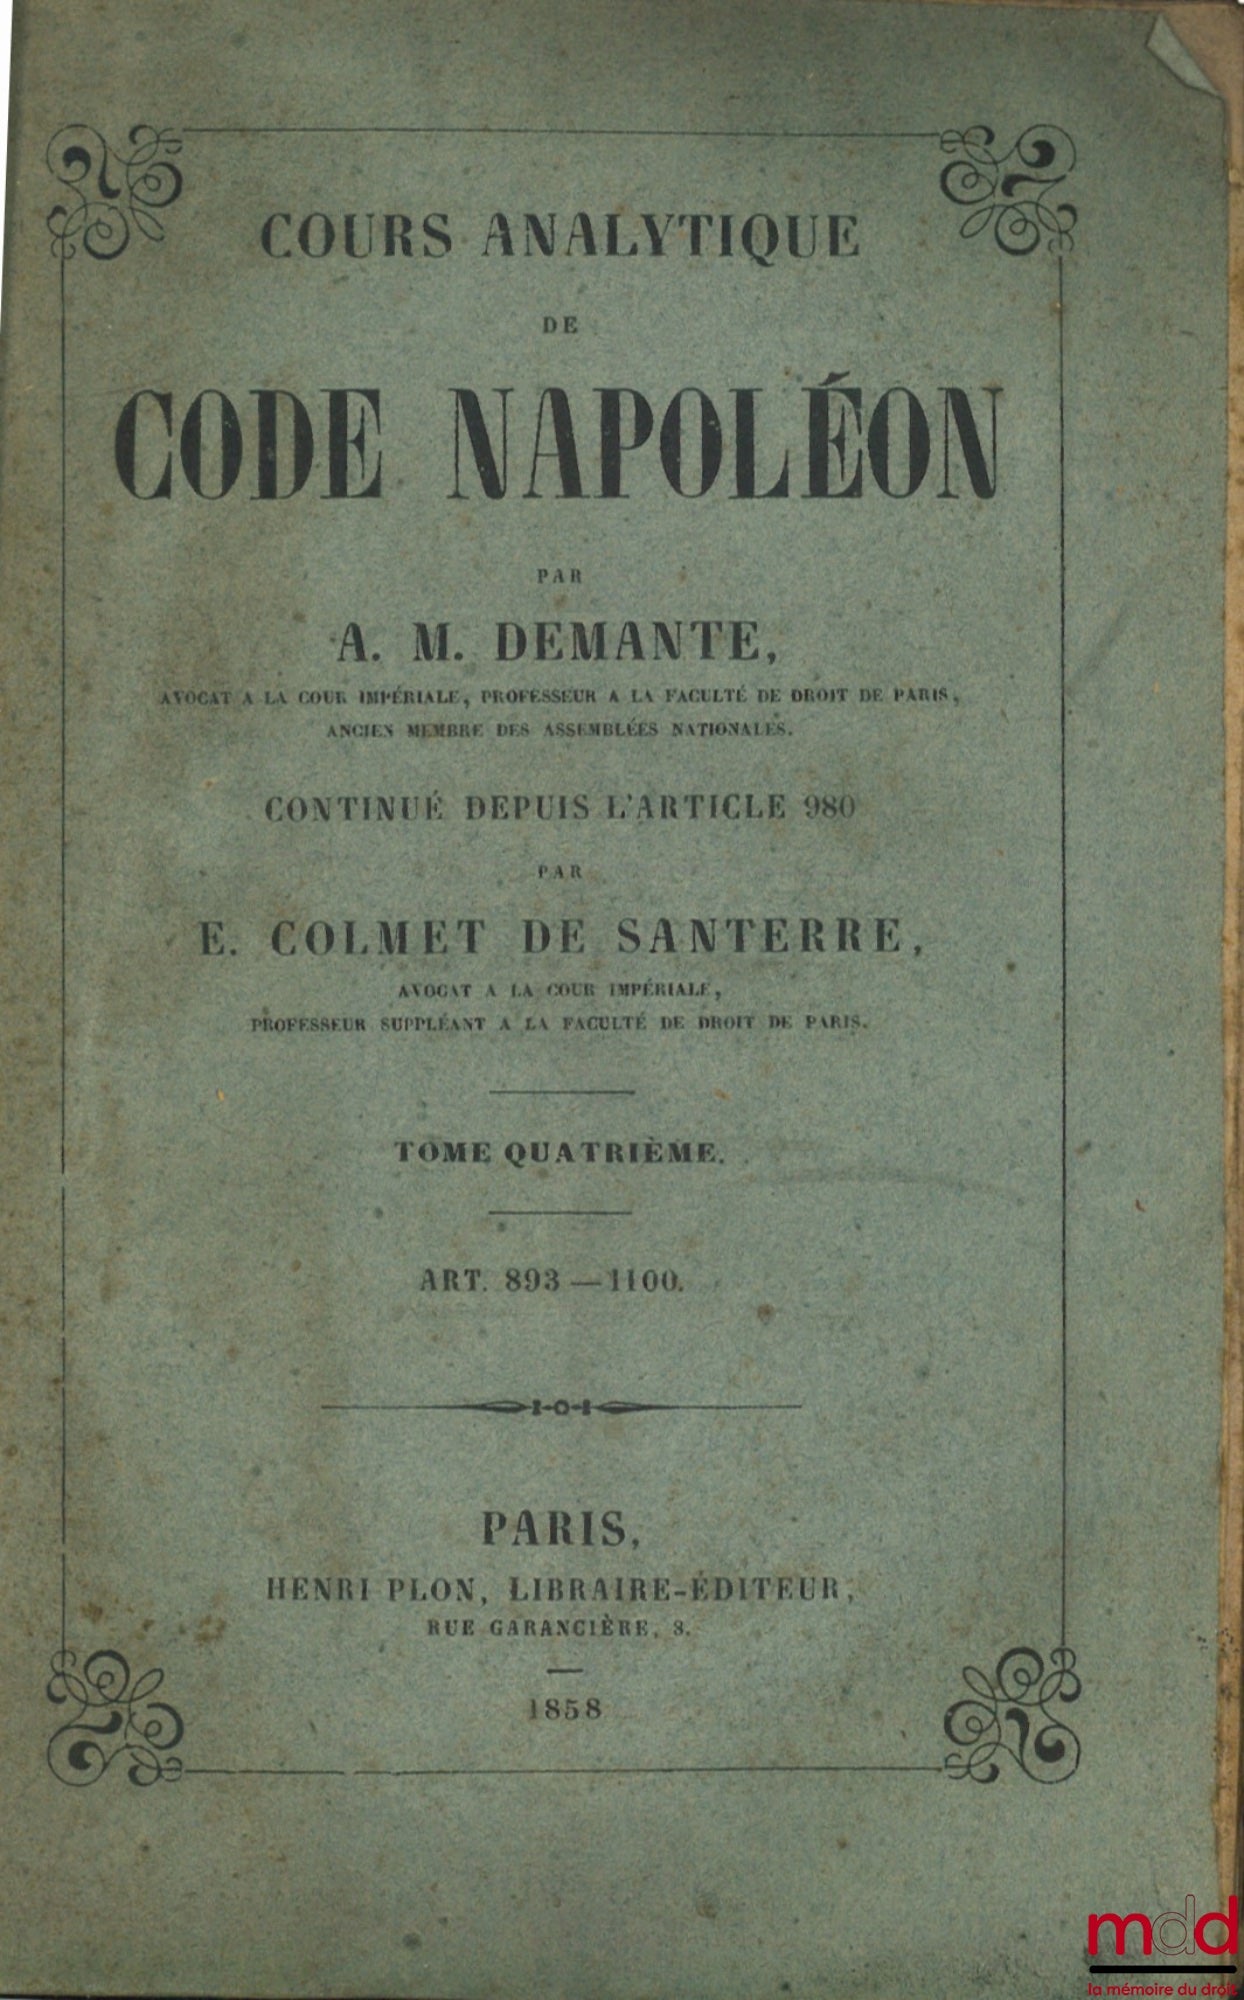 COURS ANALYTIQUE
DE
CODE NAPOLÉON
PAR
A. M. DEMANTE,
AVOCAT A LA COUR IMPÉRIALE, PROFESSEUR A LA FACULTÉ DE DROIT DE PARIS,
ANCIEN MEMBRE DES ASSEMBLÉES NATIONALES.
CONTINUÉ DEPUIS L'ARTICLE 980
PAR
E. COLMET DE SANTERRE,
AVOCAT A LA COUR IMPÉRIALE,
PROFESSEUR SUPPLÉANT A LA FACULTÉ DE DROIT DE PARIS.
TOME QUATRIÈME.
ART. 893 — 1100.
PARIS,
HENRI PLON, LIBRAIRE-ÉDITEUR,
RUE GARANCIÈRE, 8.
1858
mdd
la mémoire du droit